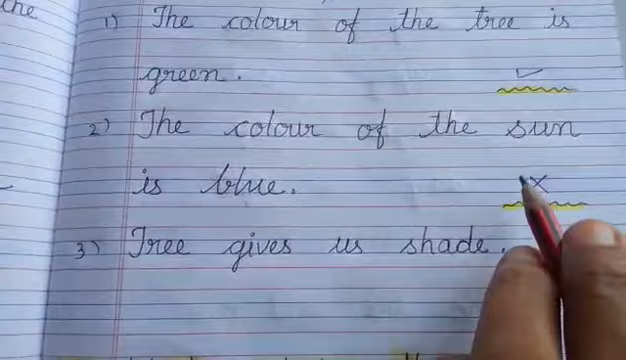 the
1) The colour of the tree is
green. ✓
2) The colour of the sun
is blue. ×
3) Tree gives us shade.